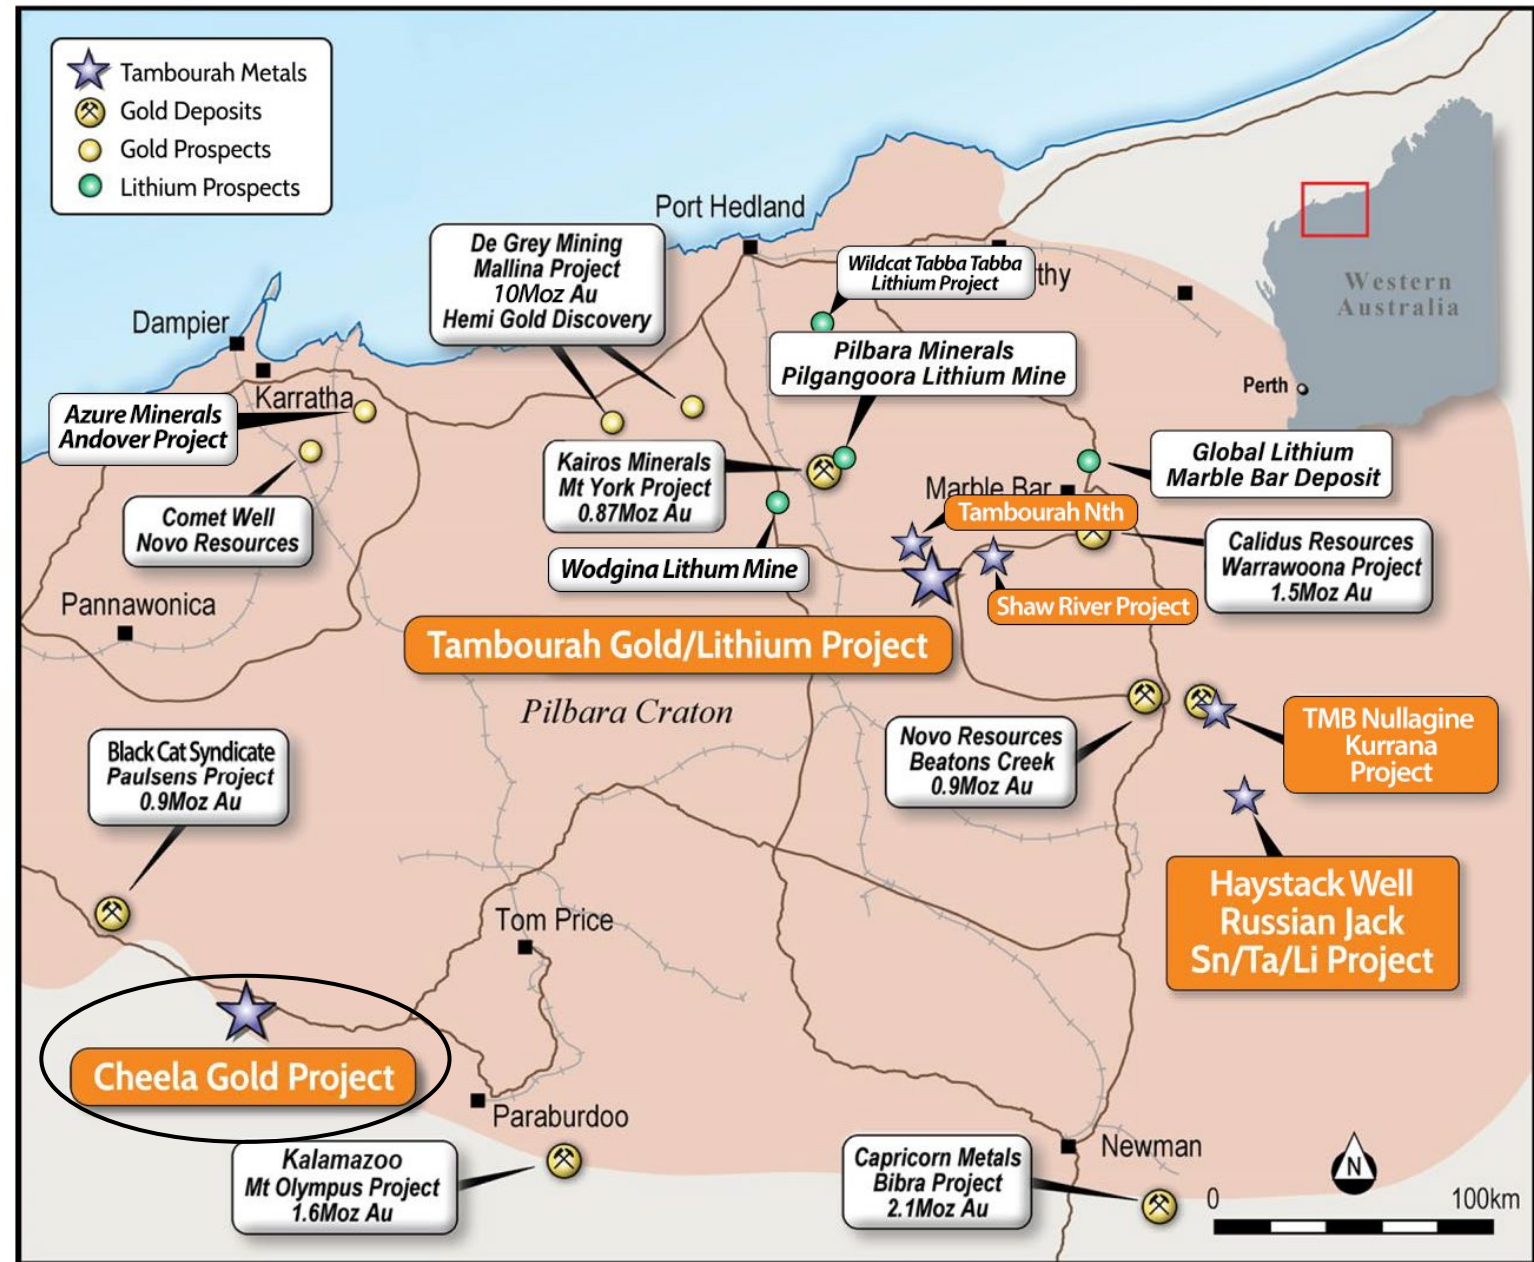 Tambourah Metals
Gold Deposits
Gold Prospects
Lithium Prospects
Port Hedland
De Grey Mining
Mallina Project
10Moz Au
Hemi Gold Discovery
Wildcat Tabba Tabba
Lithium Project
thy
Western
Australia
Perth
Dampier
Karratha
Pilbara Minerals
Pilgangoora Lithium Mine
Azure Minerals
Andover Project
Kairos Minerals
Mt York Project
0.87Moz Au
Global Lithium
Marble Bar Deposit
Marble Bar
Tambourah Nth
Comet Well
Novo Resources
Wodgina Lithum Mine
Calidus Resources
Warrawoona Project
1.5Moz Au
Shaw River Project
Pannawonica
Tambourah Gold/Lithium Project
Pilbara Craton
Novo Resources
Beatons Creek
0.9Moz Au
TMB Nullagine
Kurrana
Project
Black Cat Syndicate
Paulsens Project
0.9Moz Au
Haystack Well
Russian Jack
Sn/Ta/Li Project
Tom Price
Cheela Gold Project
Paraburdoo
Kalamazoo
Mt Olympus Project
1.6Moz Au
Capricorn Metals
Bibra Project
2.1Moz Au
Newman
N
0 100km